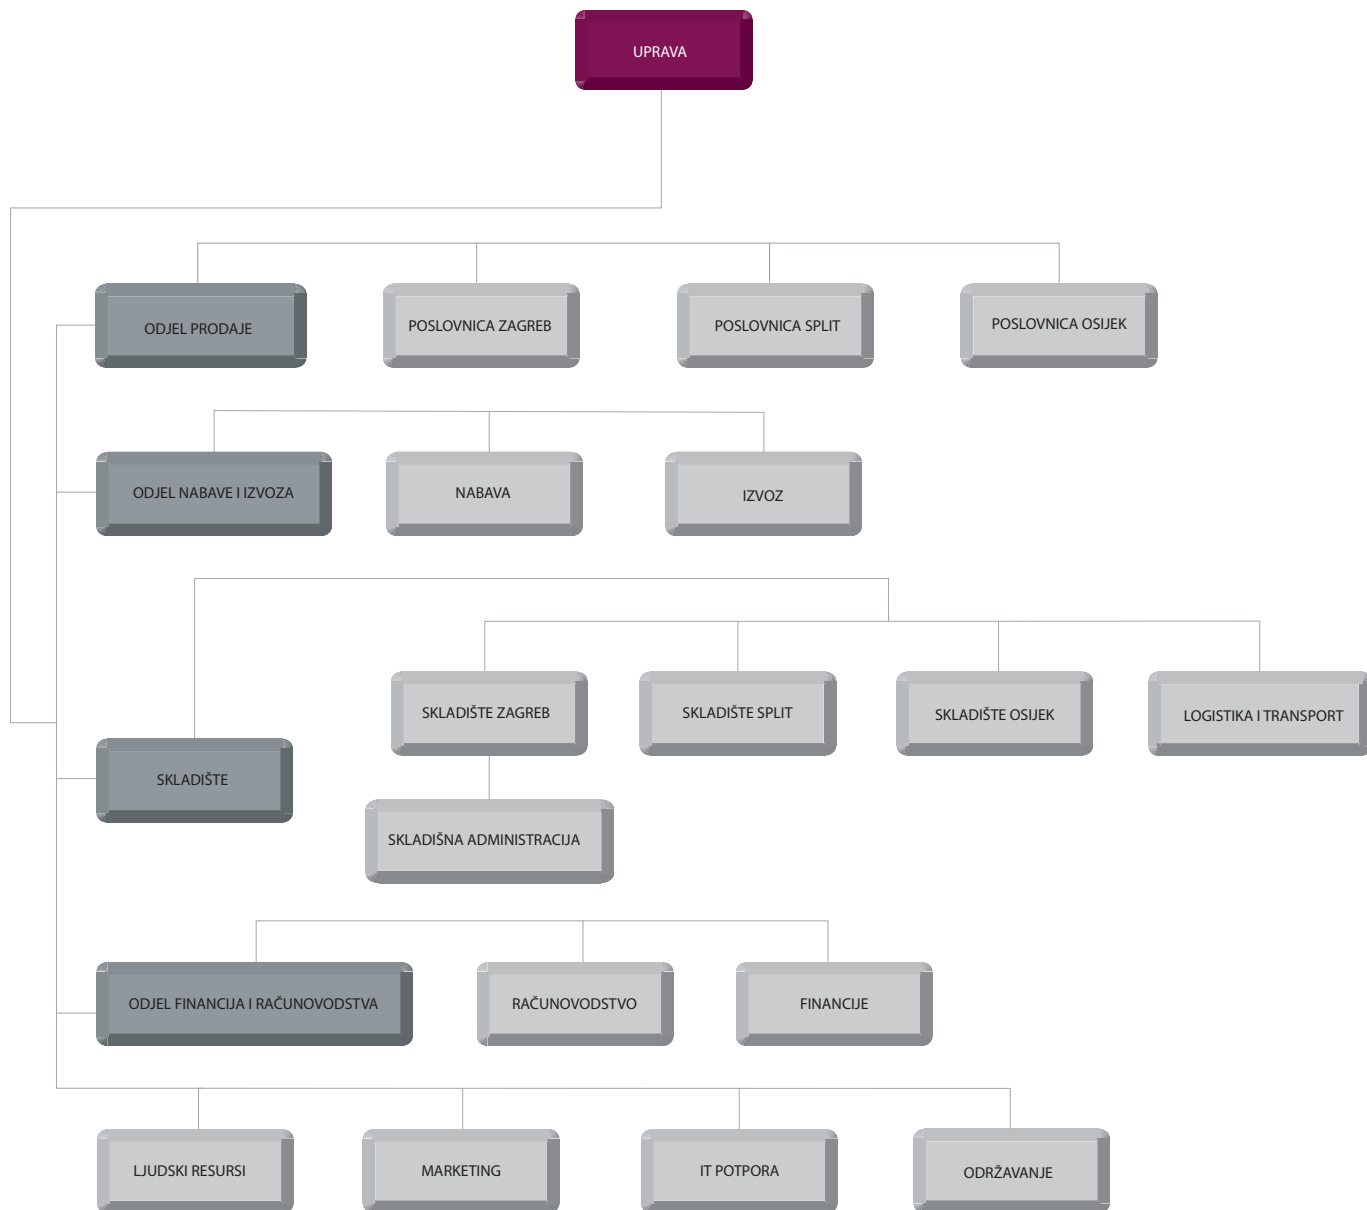 UPRAVA
ODJEL PRODAJE
POSLOVNICA ZAGREB
POSLOVNICA SPLIT
POSLOVNICA OSIJEK
ODJEL NABAVE I IZVOZA
NABAVA
IZVOZ
SKLADIŠTE ZAGREB
SKLADIŠTE SPLIT
SKLADIŠTE OSIJEK
LOGISTIKA I TRANSPORT
SKLADIŠTE
SKLADIŠNA ADMINISTRACIJA
ODJEL FINANCIJA I RAČUNOVODSTVA
RAČUNOVODSTVO
FINANCIJE
LJUDSKI RESURSI
MARKETING
IT POTPORA
ODRŽAVANJE